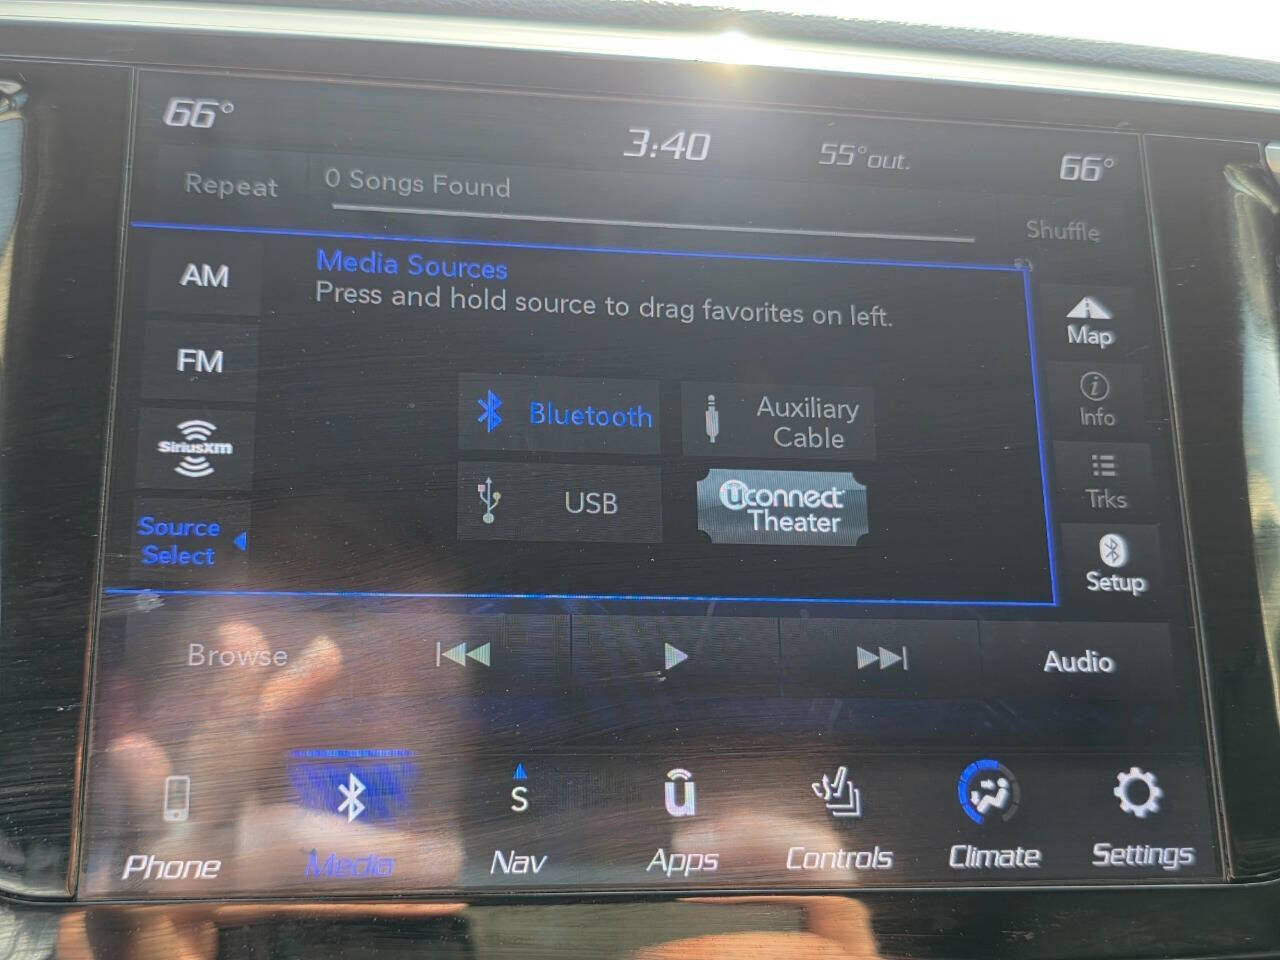 66°
3:40
55° out.
66°
Repeat
0 Songs Found
Shuffle
AM
FM
SiriusXM
Source
Select
Media Sources
Press and hold source to drag favorites on left.
Bluetooth
Auxiliary
Cable
USB
Uconnect
Theater
Map
i
Info
Trks
Setup
Browse
Audio
S
u
Phone
Media
Nav
Apps
Controls
Climate
Settings